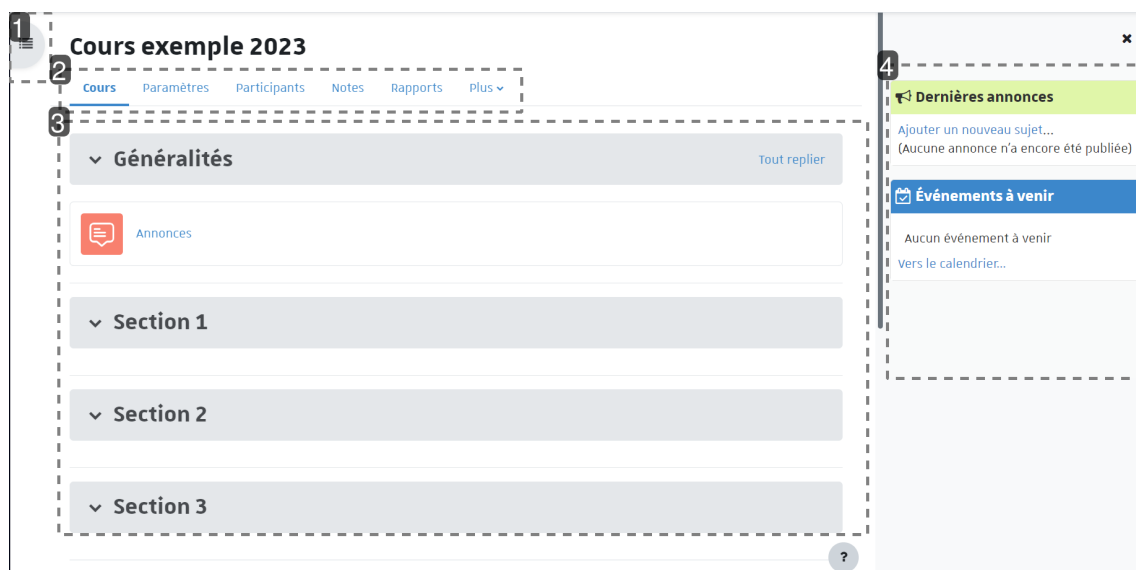 1
Cours exemple 2023
2
Cours Paramètres Participants Notes Rapports Plus
3
Généralités Tout replier
Annonces
Section 1
Section 2
Section 3
?
4
Dernières annonces
Ajouter un nouveau sujet...
(Aucune annonce n'a encore été publiée)
Événements à venir
Aucun événement à venir
Vers le calendrier...